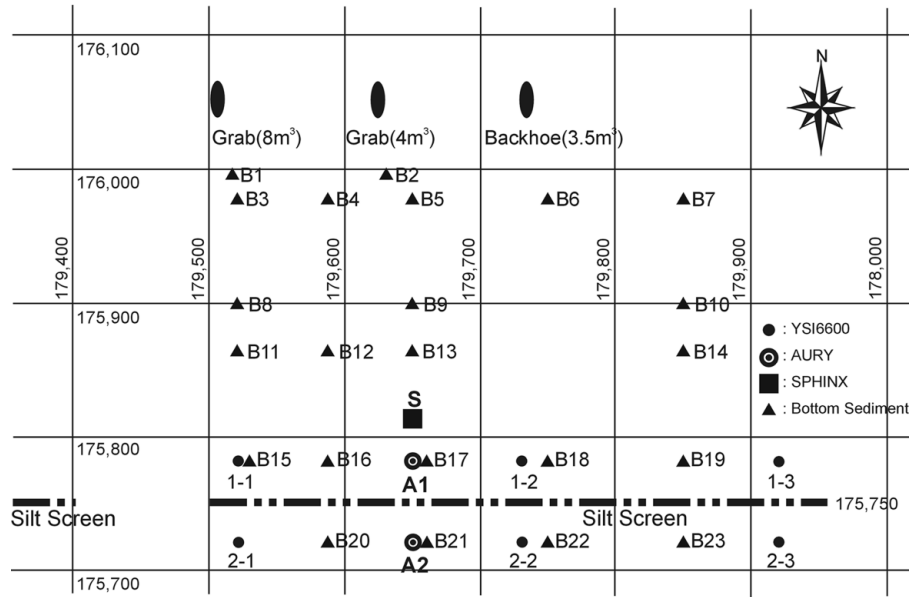 176,100
N
Grab(8m³)
Grab(4m³)
Backhoe(3.5m³)
176,000
B1
B2
B3
B4
B5
B6
B7
179,400
179,500
179,600
179,700
179,800
179,900
178,000
175,900
B8
B9
B10
: YSI6600
B11
B12
B13
B14
: AURY
: SPHINX
S
: Bottom Sediment
175,800
B15
B16
B17
B18
B19
1-1
A1
1-2
1-3
175,750
Silt Screen
Silt Screen
B20
B21
B22
B23
2-1
A2
2-2
2-3
175,700